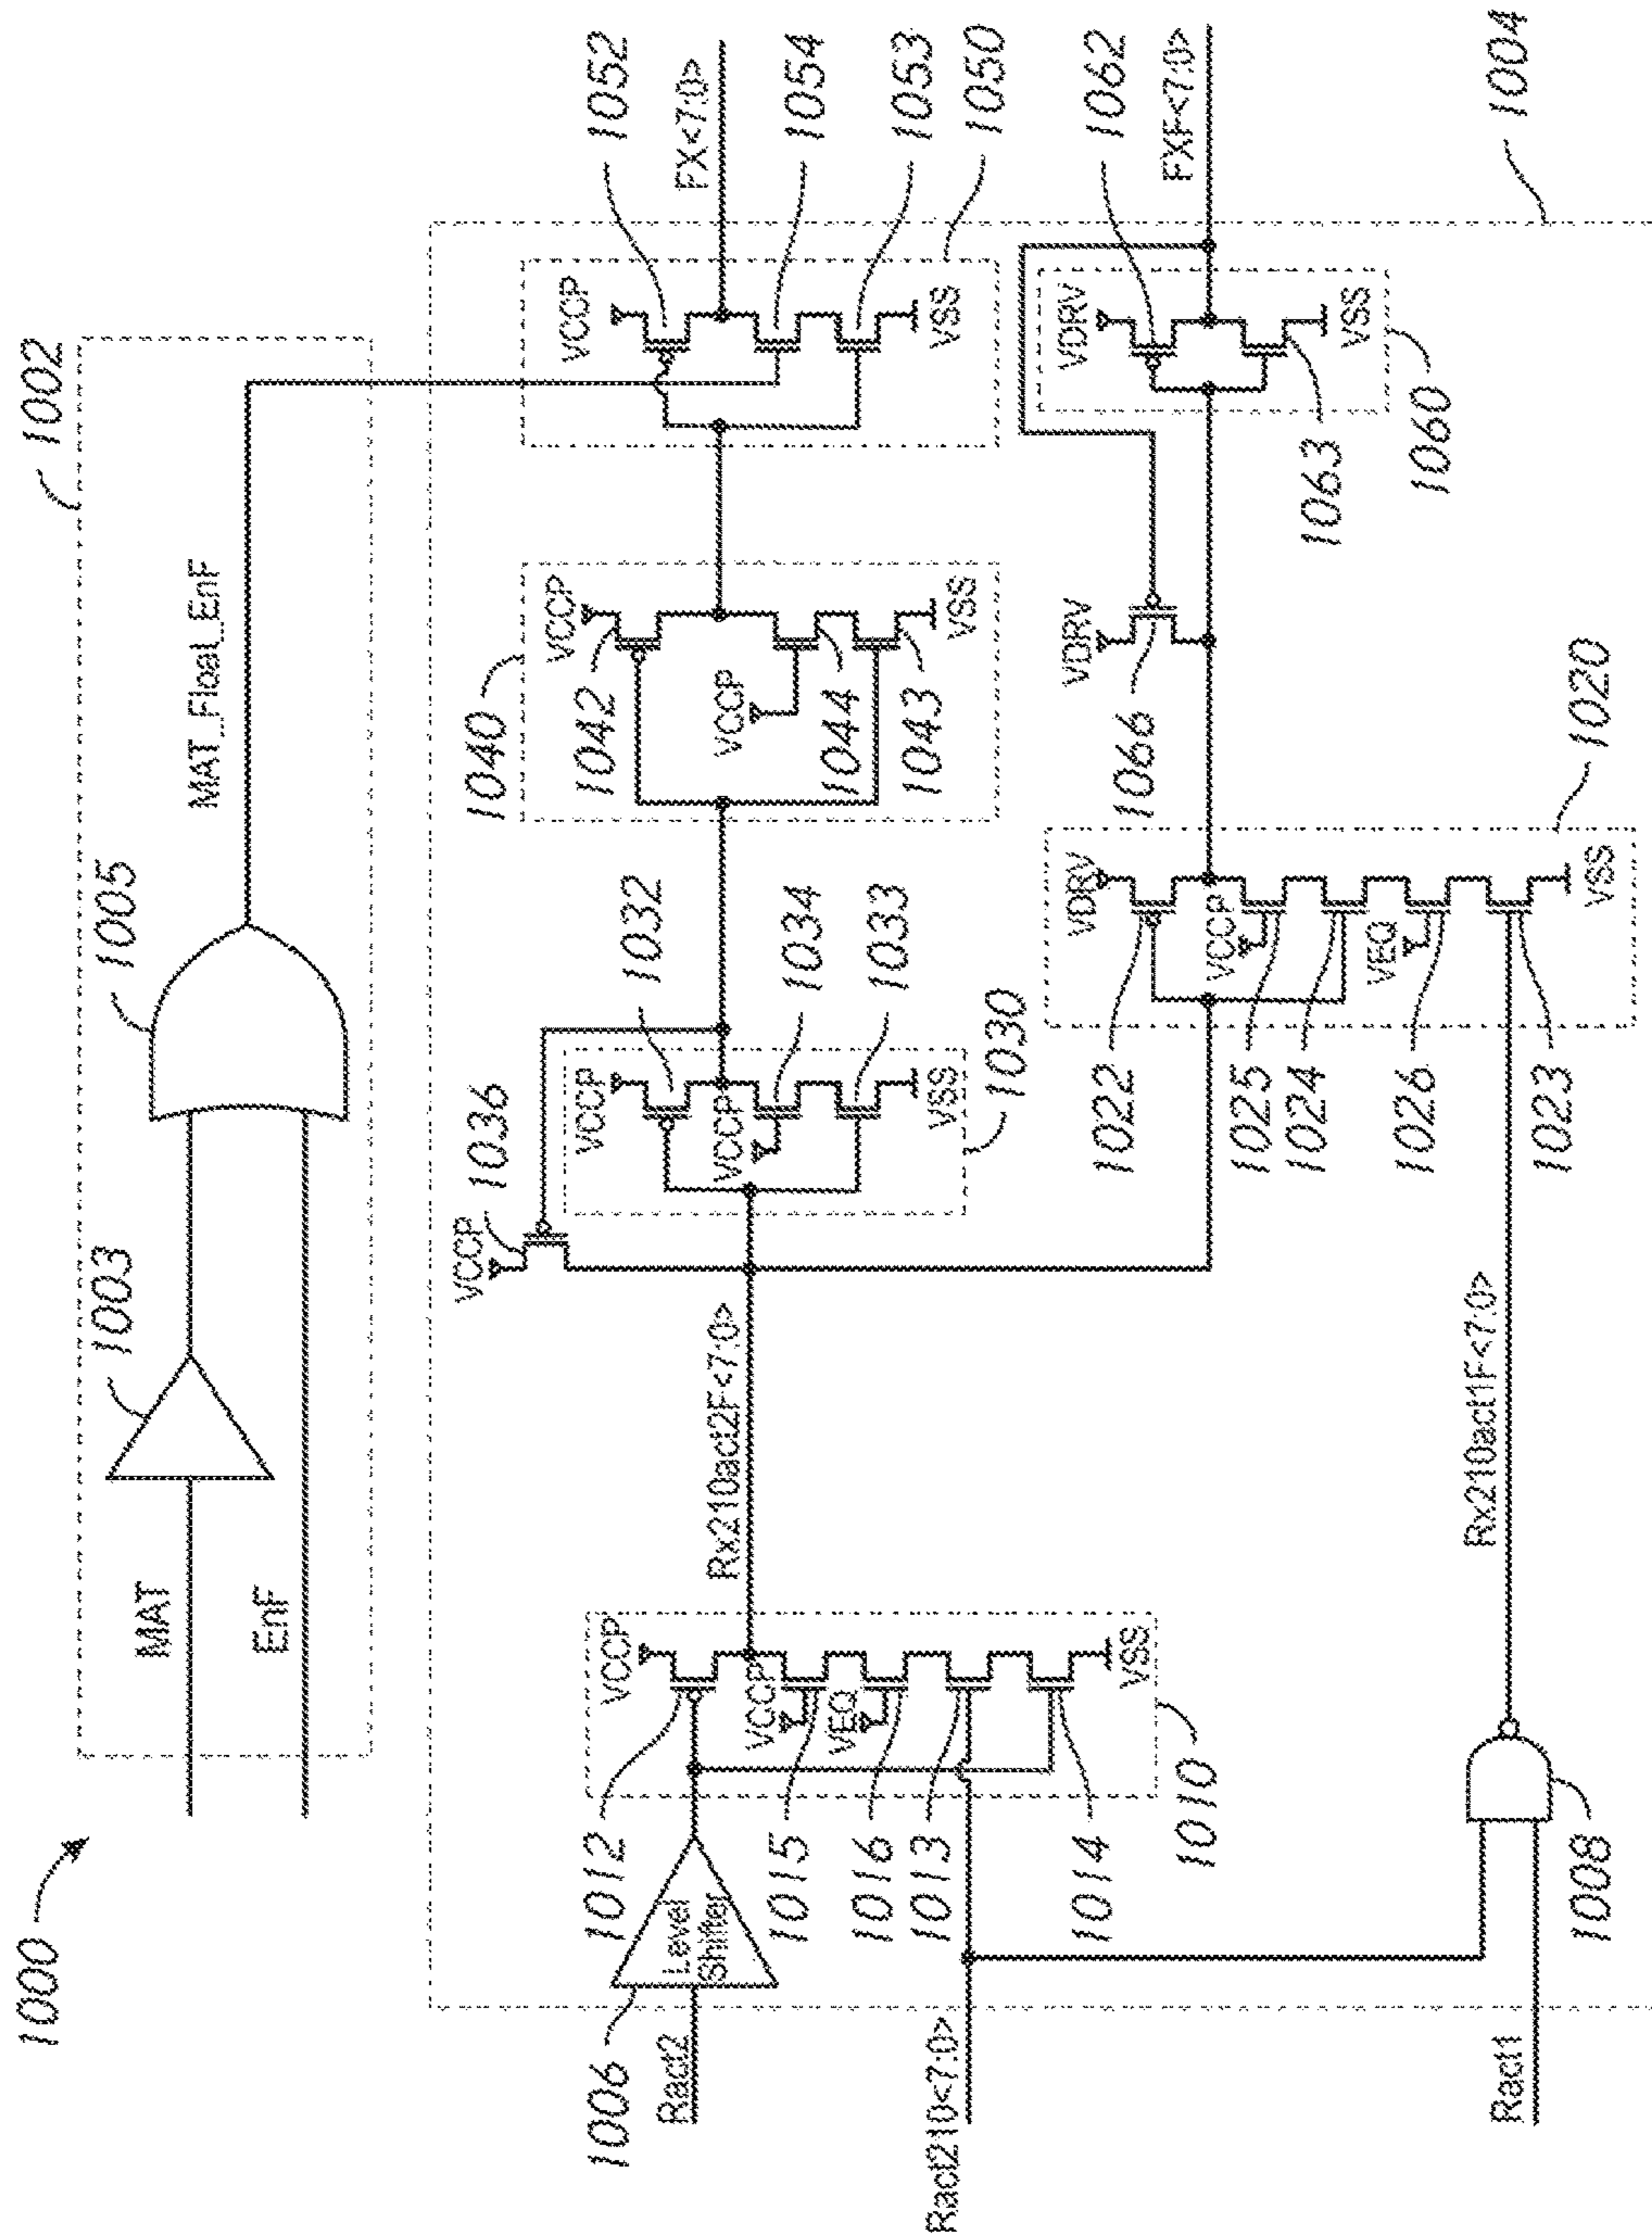 1000
1002
MAT
EnF
1003
1005
MAT_Float_EnF
1004
1006
Level
Shifter
Ract2
Ract210<7:0>
Ract1
1008
1010
1012
1015
1016
1013
1014
VCCP
VCCP
VEQ
VSS
Rx210act2F<7:0>
Rx210act1F<7:0>
VCCP
1036
VCCP
VCCP
VSS
1032
1034
1033
1030
1040
VCCP
1042
VCCP
1044
1043
VSS
VCCP
VSS
1052
FX<7:0>
1054
1053
1050
VDRV
VCCP
VEQ
VSS
1022
1025
1024
1026
1023
1020
VDRV
1066
VDRV
VSS
1062
FXF<7:0>
1063
1060